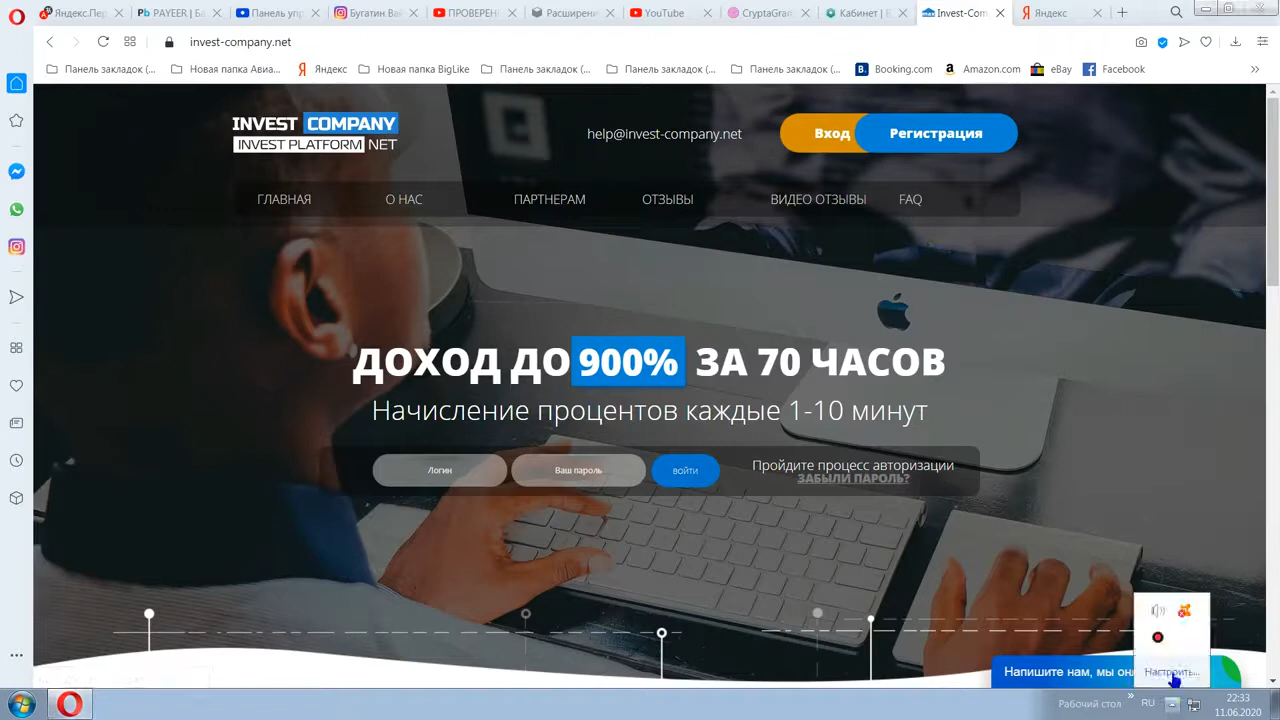 Яндекс.Пер
PAYEER | Ба
Панель упр
Бугатин Ва
ПРОВЕРЕН
Расширени
YouTube
CryptaGra
Кабинет | E
Invest-Com
Яндекс
invest-company.net
Панель закладок (...
Новая папка Авиа...
Яндекс
Новая папка BigLike
Панель закладок (...
Панель закладок (...
Панель закладок (...
Booking.com
Amazon.com
eBay
Facebook
INVEST COMPANY
INVEST PLATFORM NET
help@invest-company.net
Вход
Регистрация
ГЛАВНАЯ
О НАС
ПАРТНЕРАМ
ОТЗЫВЫ
ВИДЕО ОТЗЫВЫ
FAQ
ДОХОД ДО 900% ЗА 70 ЧАСОВ
Начисление процентов каждые 1-10 минут
Логин
Ваш пароль
ВОЙТИ
Пройдите процесс авторизации
ЗАБЫЛИ ПАРОЛЬ?
Напишите нам, мы он
Настроить...
Рабочий стол
RU
22:33
11.06.2020